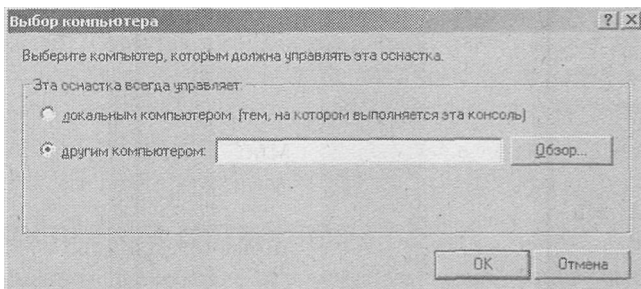 Выбор компьютера
Выберите компьютер, которым должна управлять эта оснастка.
Эта оснастка всегда управляет:
локальным компьютером (тем, на котором выполняется эта консоль)
другим компьютером:
Обзор...
OK
Отмена